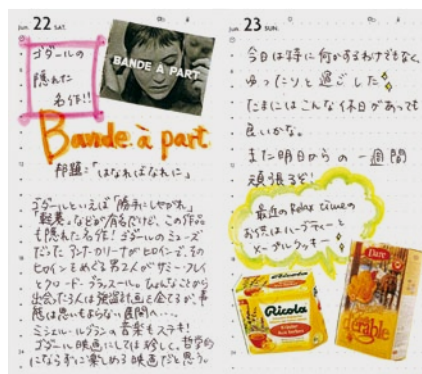 Jun. 22 SAT.
ゴダールの
隠れた
名作!!
BANDE À PART
Bande à part
邦題:「はなればなれに」
ゴダールといえば「勝手にしやがれ」
「軽蔑」などが有名だけど、この作品
も隠れた名作!ゴダールのミューズ
だったアンナ・カリーナがヒロインで、その
ヒロインをめぐる男2人がサミー・フレイ
とクロード・ブラッスール。ひょんなことから
出会った3人は強盗計画を企てるが、事
態は思いもよらない展開へ…。
ミシェル・ルグランの音楽もステキ!
ゴダール映画にしては珍しく、哲学的
にならずに楽しめる映画だと思う。
Jun. 23 SUN.
今日は特に何かするわけでもなく、
ゆったりと過ごした
たまにはこんな休日があっても
良いかな。
また明日からの一週間
頑張るぞ!
最近のRelax timeの
お供はハーブティーと
メープルクッキー
Ricola
Dare
érable